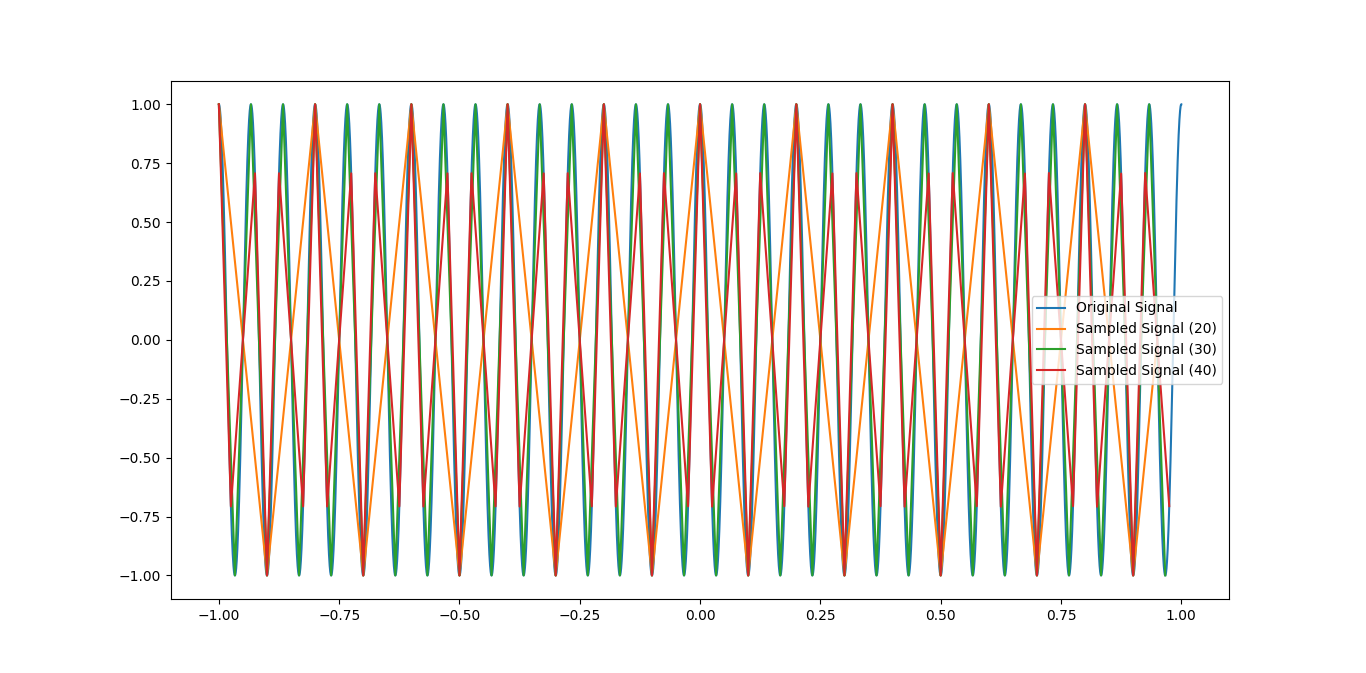 1.00
0.75
0.50
0.25
0.00
−0.25
−0.50
−0.75
−1.00
Original Signal
Sampled Signal (20)
Sampled Signal (30)
Sampled Signal (40)
−1.00 −0.75 −0.50 −0.25 0.00 0.25 0.50 0.75 1.00